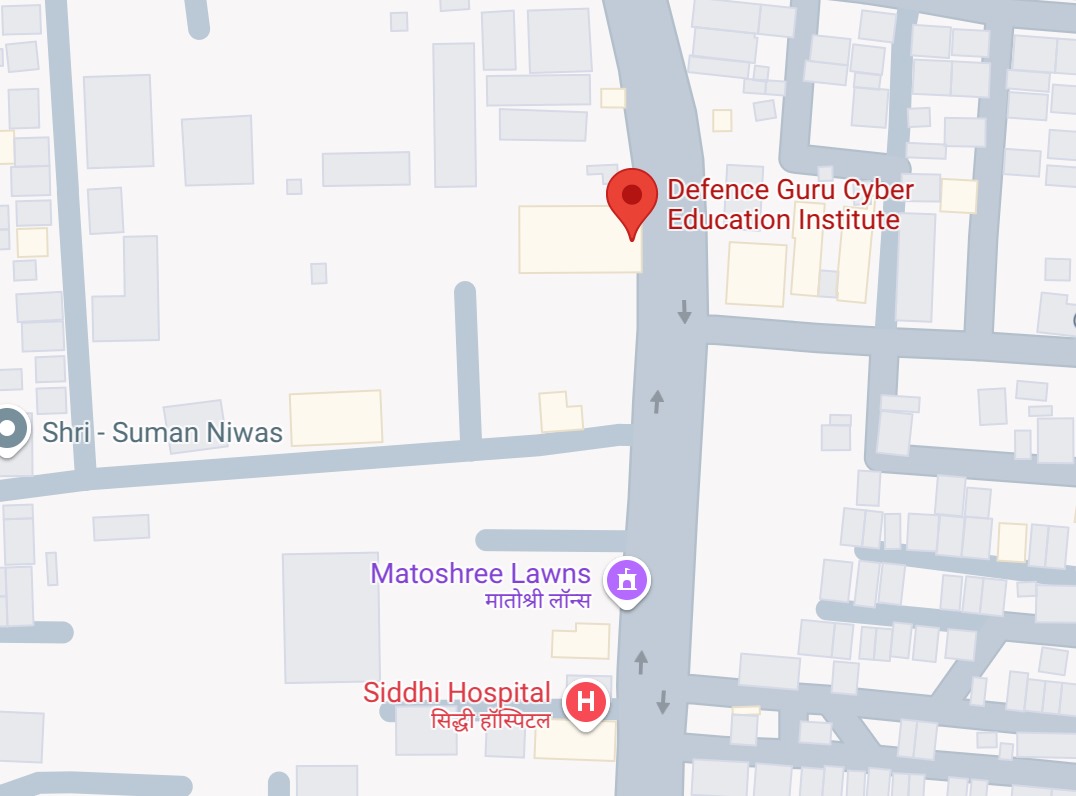 Defence Guru Cyber
Education Institute
Shri - Suman Niwas
Matoshree Lawns
मातोश्री लॉन्स
Siddhi Hospital
सिद्धी हॉस्पिटल
H